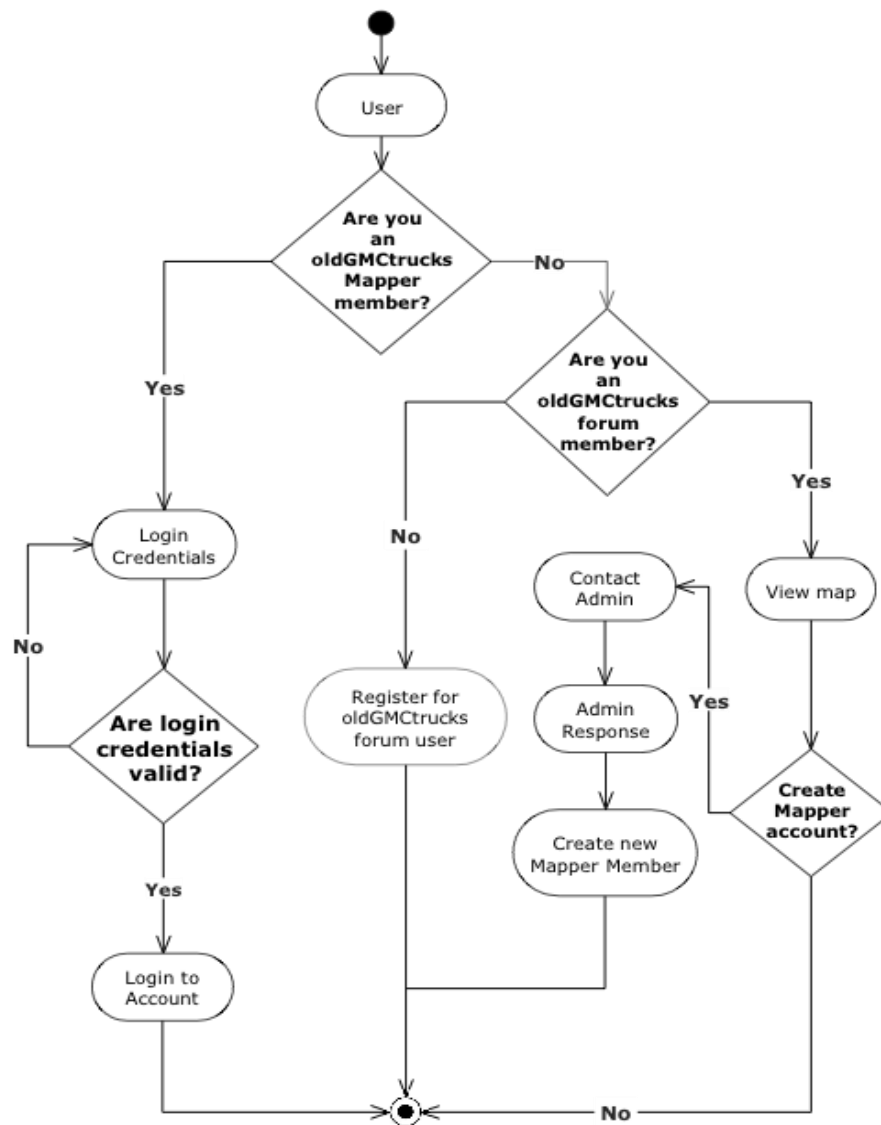 User
Are you
an
oldGMCtrucks
Mapper
member?
No
Yes
Are you
an
oldGMCtrucks
forum
member?
No
Yes
Login
Credentials
No
Contact
Admin
View map
Yes
Register for
oldGMCtrucks
forum user
Admin
Response
Are login
credentials
valid?
Create
Mapper
account?
Create new
Mapper Member
Yes
Login to
Account
No